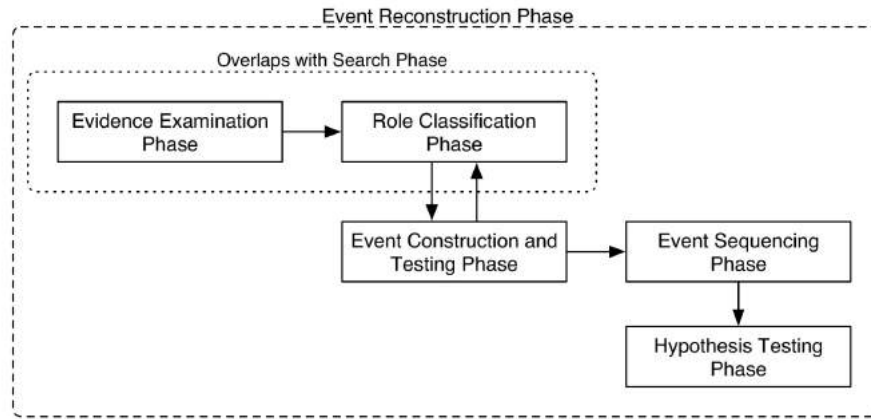 Event Reconstruction Phase
Overlaps with Search Phase
Evidence Examination
Phase
Role Classification
Phase
Event Construction and
Testing Phase
Event Sequencing
Phase
Hypothesis Testing
Phase